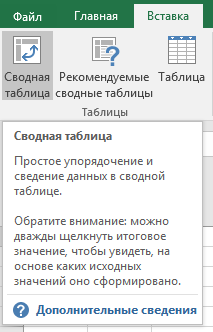 Файл Главная Вставка
Сводная Рекомендуемые Таблица
таблица сводные таблицы
Таблицы
Сводная таблица
Простое упорядочение и
сведение данных в сводной
таблице.
Обратите внимание: можно
дважды щелкнуть итоговое
значение, чтобы увидеть, на
основе каких исходных
значений оно сформировано.
? Дополнительные сведения